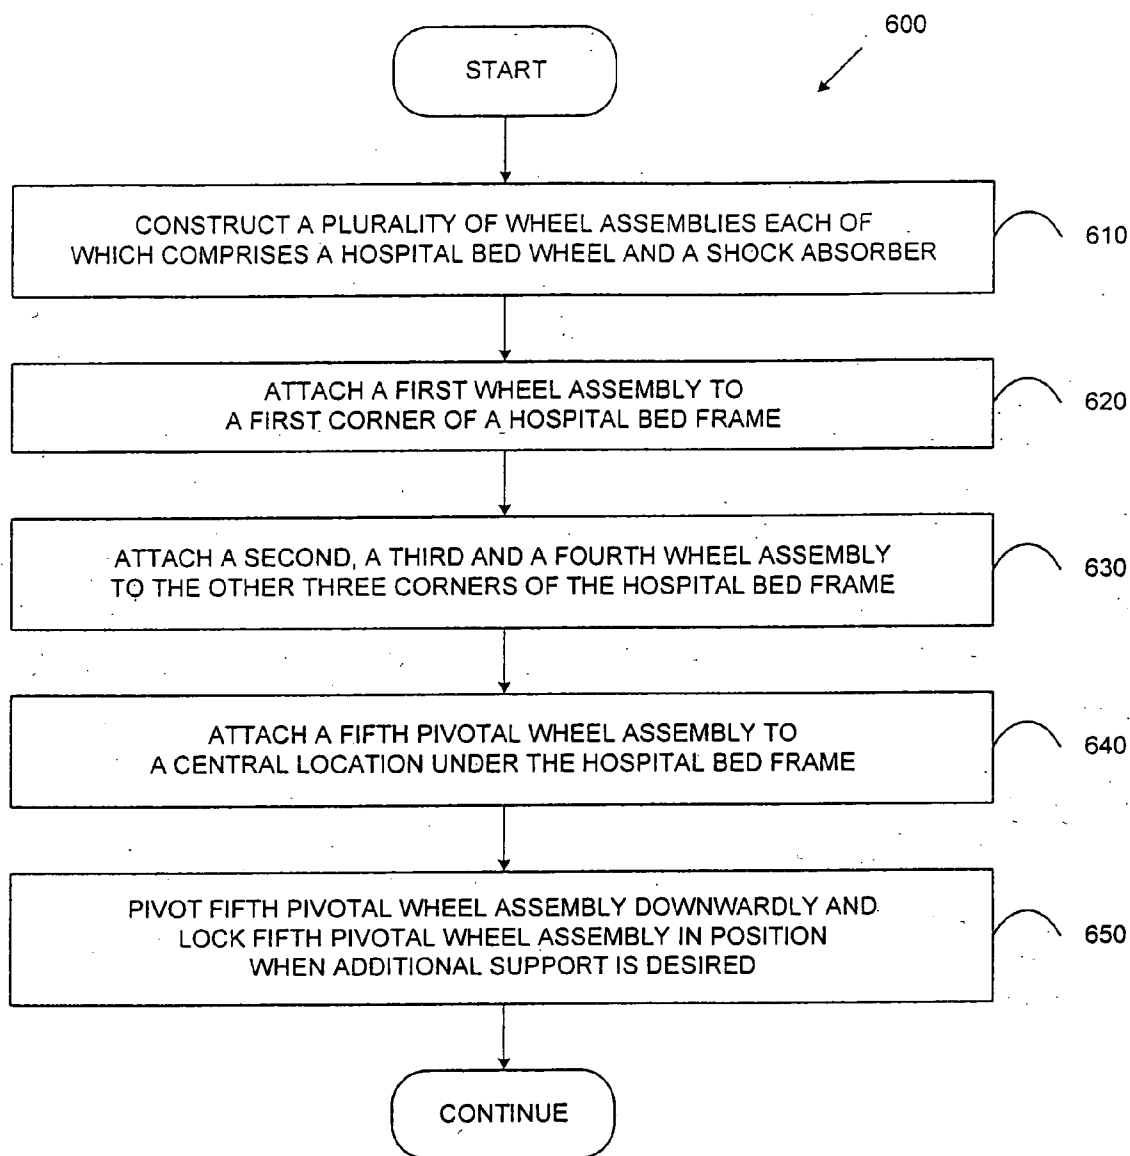 600
START
CONSTRUCT A PLURALITY OF WHEEL ASSEMBLIES EACH OF
WHICH COMPRISES A HOSPITAL BED WHEEL AND A SHOCK ABSORBER
610
ATTACH A FIRST WHEEL ASSEMBLY TO
A FIRST CORNER OF A HOSPITAL BED FRAME
620
ATTACH A SECOND, A THIRD AND A FOURTH WHEEL ASSEMBLY
TO THE OTHER THREE CORNERS OF THE HOSPITAL BED FRAME
630
ATTACH A FIFTH PIVOTAL WHEEL ASSEMBLY TO
A CENTRAL LOCATION UNDER THE HOSPITAL BED FRAME
640
PIVOT FIFTH PIVOTAL WHEEL ASSEMBLY DOWNWARDLY AND
LOCK FIFTH PIVOTAL WHEEL ASSEMBLY IN POSITION
WHEN ADDITIONAL SUPPORT IS DESIRED
650
CONTINUE